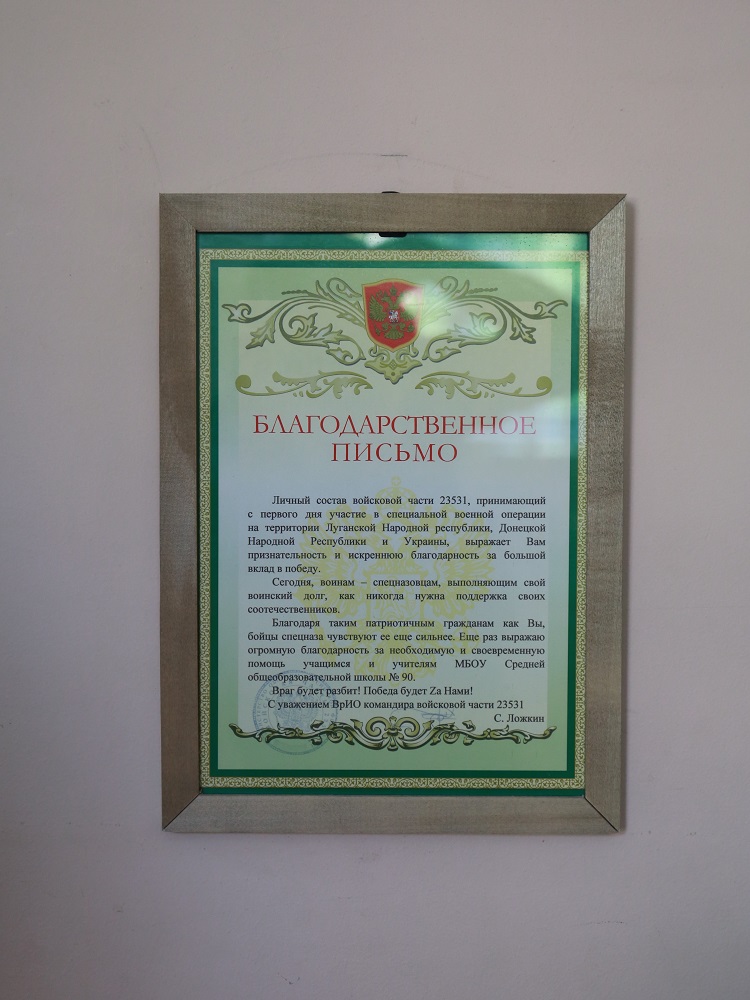 БЛАГОДАРСТВЕННОЕ
ПИСЬМО
Личный состав войсковой части 23531, принимающий
с первого дня участие в специальной военной операции
на территории Луганской Народной республики, Донецкой
Народной Республики и Украины, выражает Вам
признательность и искреннюю благодарность за большой
вклад в победу.
Сегодня, воинам – спецназовцам, выполняющим свой
воинский долг, как никогда нужна поддержка своих
соотечественников.
Благодаря таким патриотичным гражданам как Вы,
бойцы спецназа чувствуют ее еще сильнее. Еще раз выражаю
огромную благодарность за необходимую и своевременную
помощь учащимся и учителям МБОУ Средней
общеобразовательной школы № 90.
Враг будет разбит! Победа будет Zа Нами!
С уважением ВрИО командира войсковой части 23531
С. Ложкин